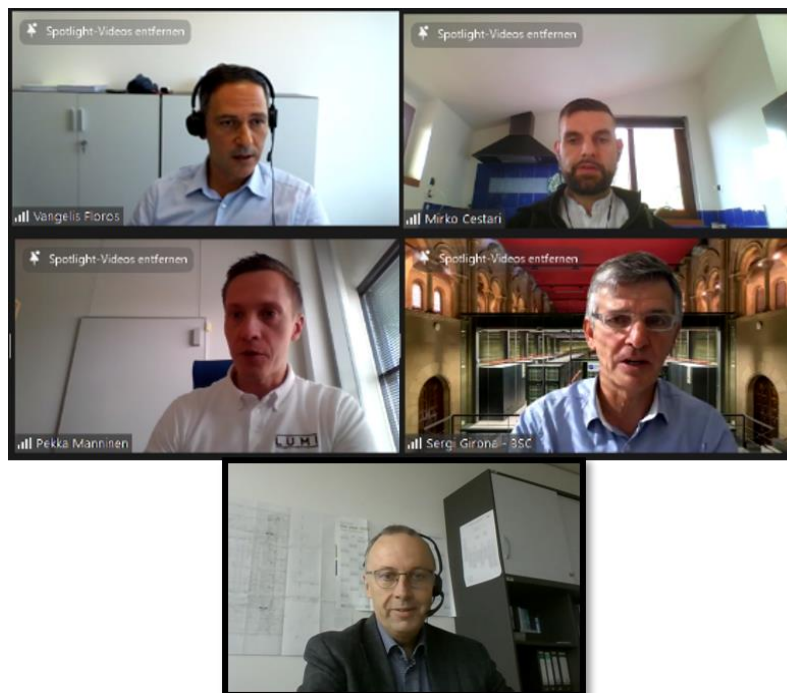 Spotlight-Videos entfernen
Spotlight-Videos entfernen
Vangelis Floros
Mirko Cestari
Spotlight-Videos entfernen
Spotlight-Videos entfernen
LUMI
Pekka Manninen
Sergi Girona - BSC